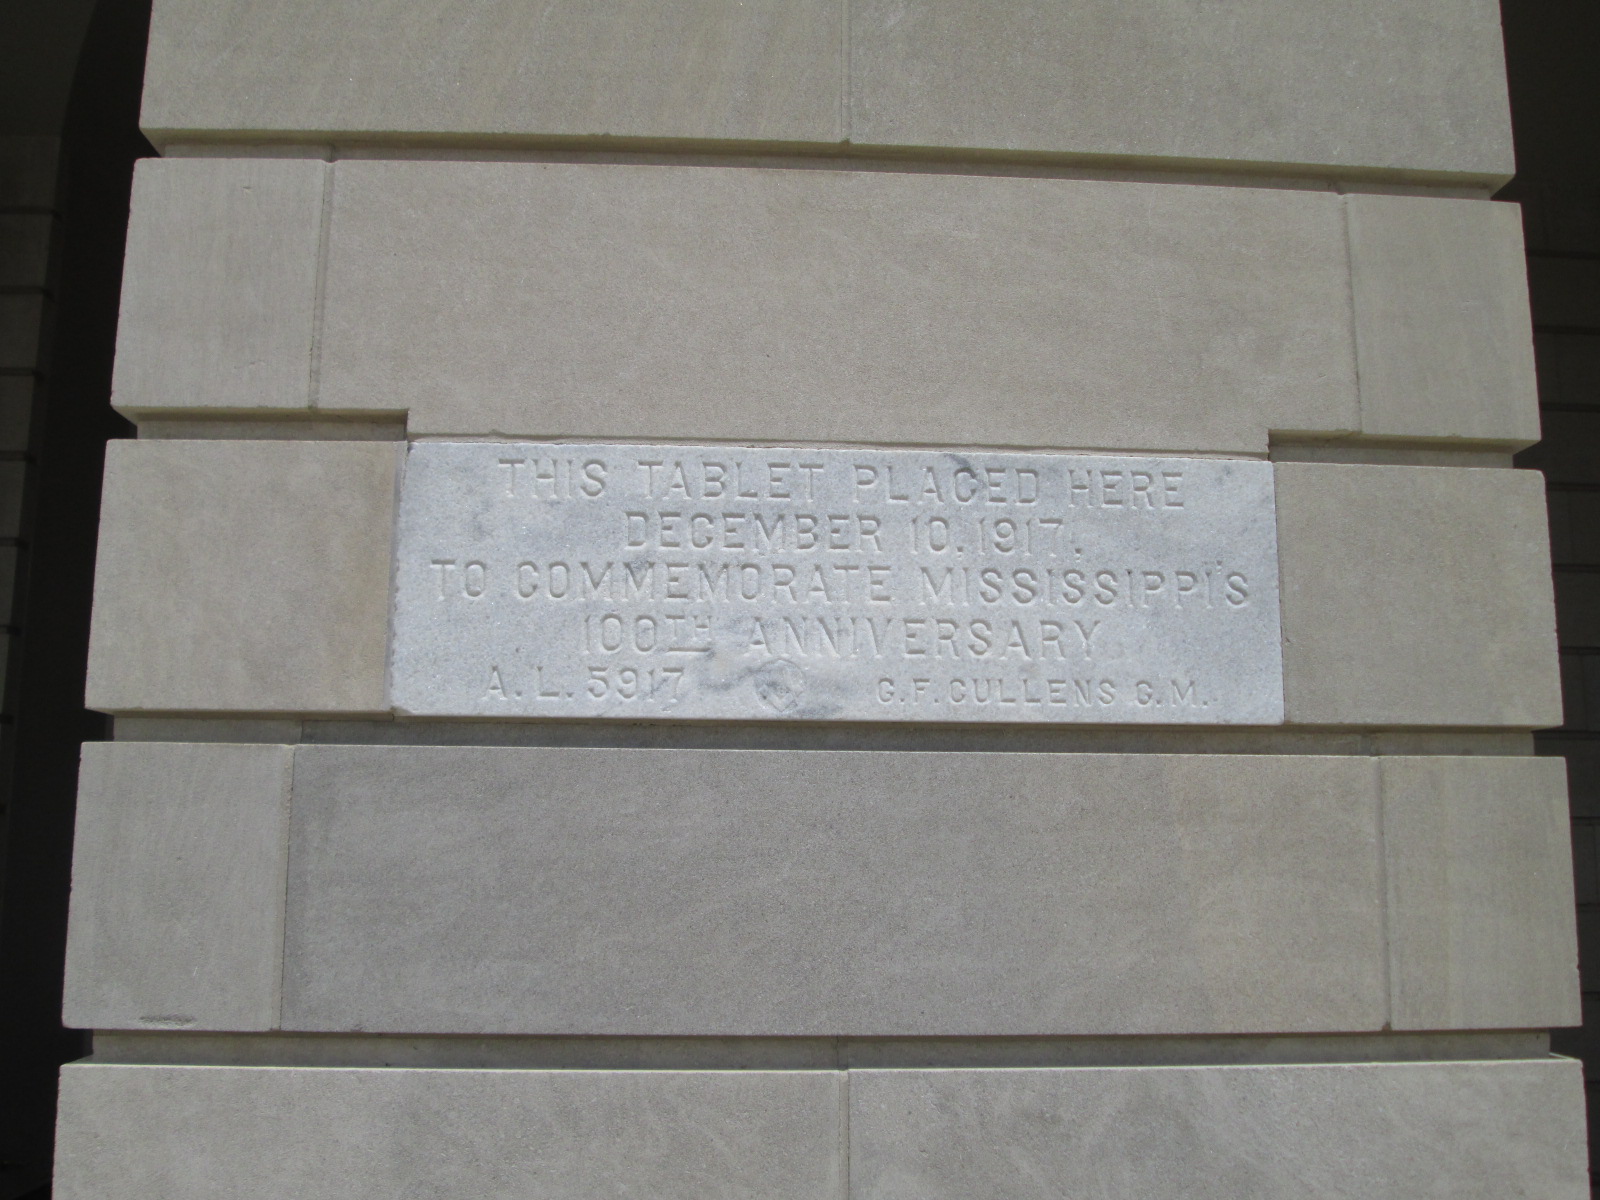 THIS TABLET PLACED HERE
DECEMBER 10. 1917.
TO COMMEMORATE MISSISSIPPI'S
100TH ANNIVERSARY
A. L. 5917 G. F. CULLENS G. M.